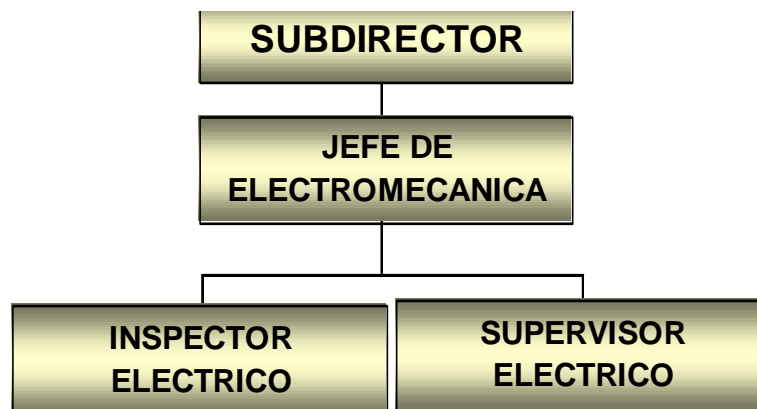 SUBDIRECTOR
JEFE DE
ELECTROMECANICA
INSPECTOR
ELECTRICO
SUPERVISOR
ELECTRICO